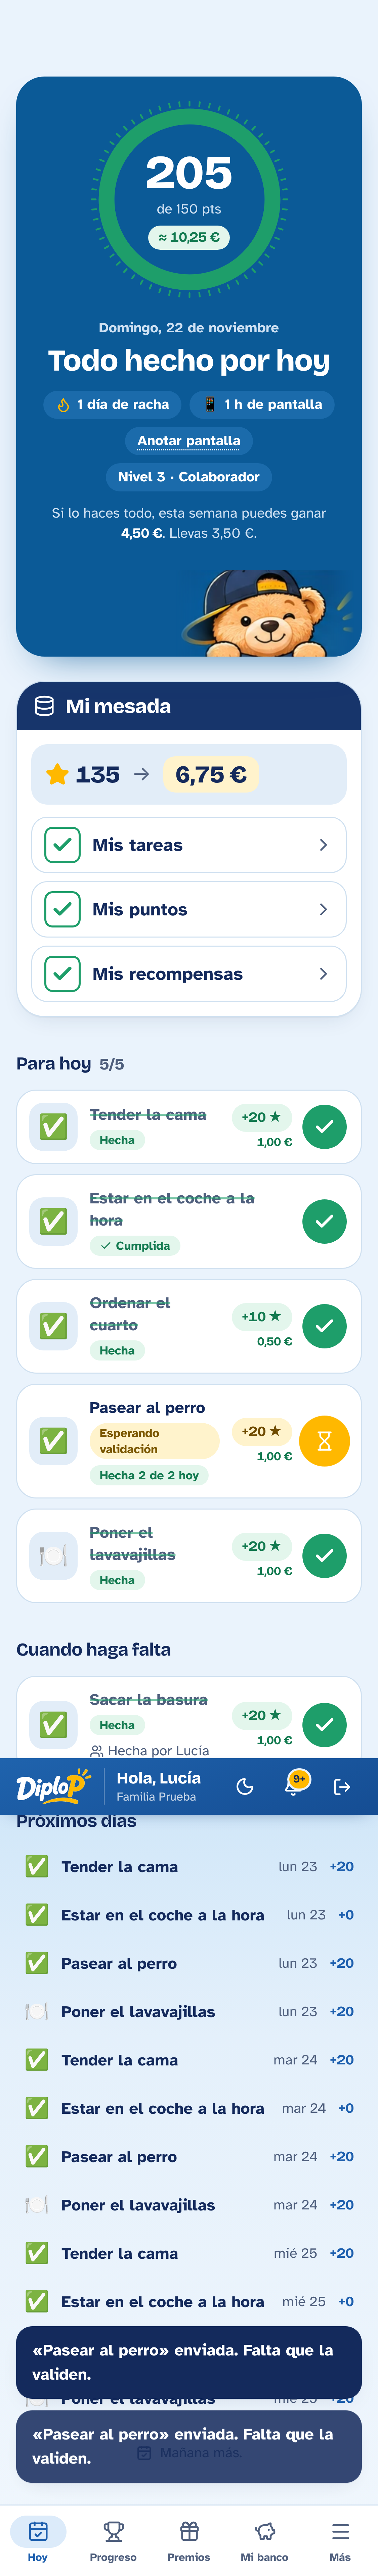 205
de 150 pts
≈ 10,25 €
Domingo, 22 de noviembre
Todo hecho por hoy
1 día de racha
1 h de pantalla
Anotar pantalla
Nivel 3 · Colaborador
Si lo haces todo, esta semana puedes ganar
4,50 €. Llevas 3,50 €.
Mi mesada
135 → 6,75 €
Mis tareas
Mis puntos
Mis recompensas
Para hoy 5/5
Tender la cama
Hecha
+20 ★
1,00 €
Estar en el coche a la
hora
Cumplida
Ordenar el
cuarto
Hecha
+10 ★
0,50 €
Pasear al perro
Esperando
validación
Hecha 2 de 2 hoy
+20 ★
1,00 €
Poner el
lavavajillas
Hecha
+20 ★
1,00 €
Cuando haga falta
Sacar la basura
Hecha
Hecha por Lucía
+20 ★
1,00 €
DiploP
Hola, Lucía
Familia Prueba
9+
Próximos días
Tender la cama lun 23 +20
Estar en el coche a la hora lun 23 +0
Pasear al perro lun 23 +20
Poner el lavavajillas lun 23 +20
Tender la cama mar 24 +20
Estar en el coche a la hora mar 24 +0
Pasear al perro mar 24 +20
Poner el lavavajillas mar 24 +20
Tender la cama mié 25 +20
Estar en el coche a la hora mié 25 +0
«Pasear al perro» enviada. Falta que la
validen.
Poner el lavavajillas mié 25 +20
«Pasear al perro» enviada. Falta que la
validen.
Mañana más.
Hoy
Progreso
Premios
Mi banco
Más